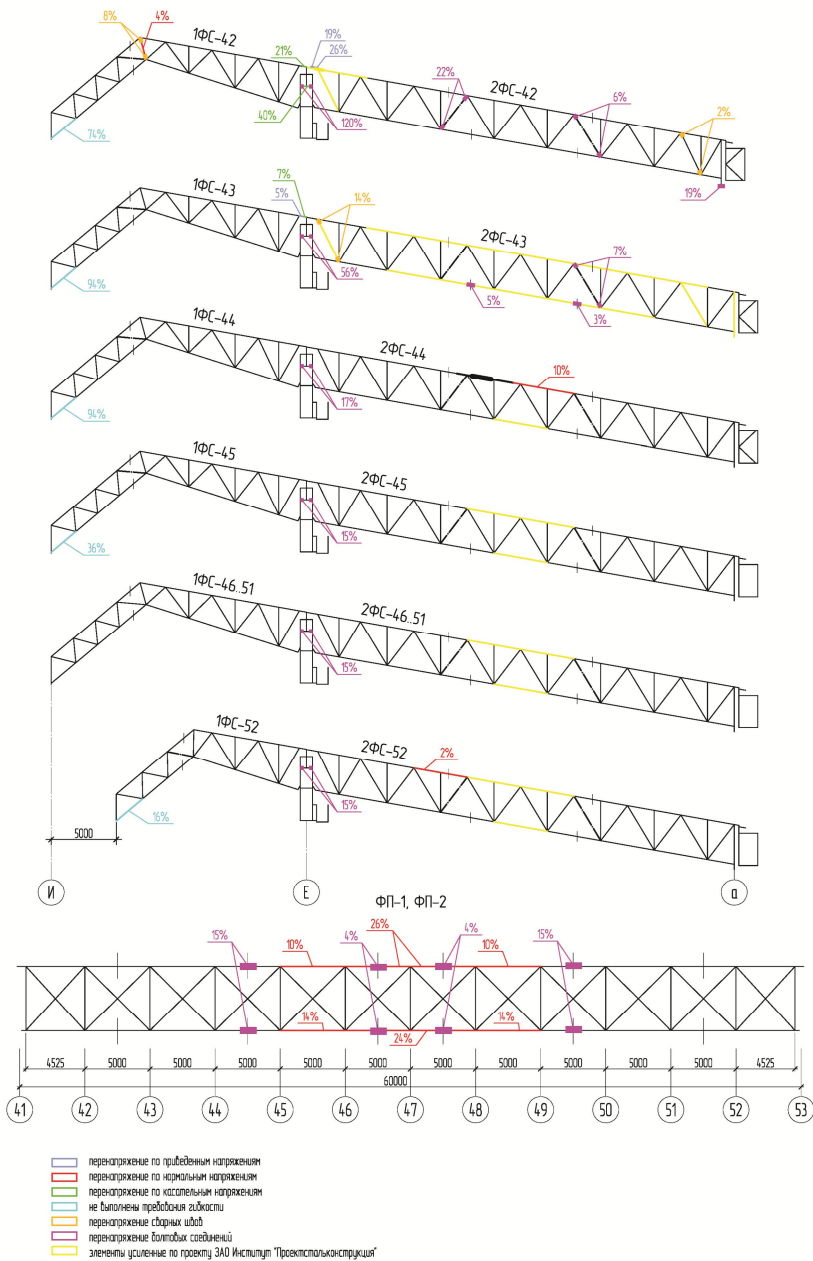 8%
4%
1ФС-42
21%
19%
26%
22%
2ФС-42
6%
2%
74%
40%
120%
19%
1ФС-43
7%
5%
14%
2ФС-43
7%
94%
56%
5%
3%
1ФС-44
2ФС-44
10%
94%
17%
1ФС-45
2ФС-45
36%
15%
1ФС-46..51
2ФС-46..51
15%
1ФС-52
2ФС-52
2%
16%
15%
5000
И
Е
а
ФП-1, ФП-2
15%
10%
4%
26%
4%
10%
15%
14%
24%
14%
4525 5000 5000 5000 5000 5000 5000 5000 5000 5000 5000 4525
60000
41 42 43 44 45 46 47 48 49 50 51 52 53
перенапряжение по приведенным напряжениям
перенапряжение по нормальным напряжениям
перенапряжение по касательным напряжениям
не выполнены требования гибкости
перенапряжение сварных швов
перенапряжение болтовых соединений
элементы усиленные по проекту ЗАО Институт "Проектстальконструкция"